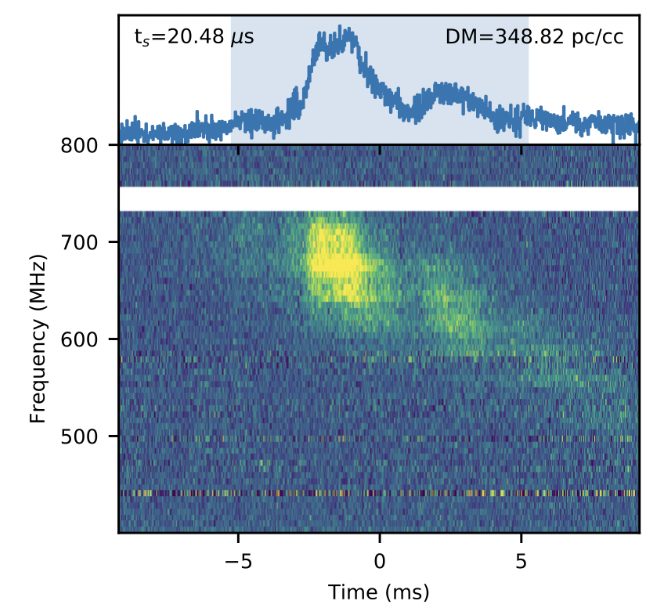 tₛ=20.48 μs
DM=348.82 pc/cc
800
700
600
500
Frequency (MHz)
−5 0 5
Time (ms)